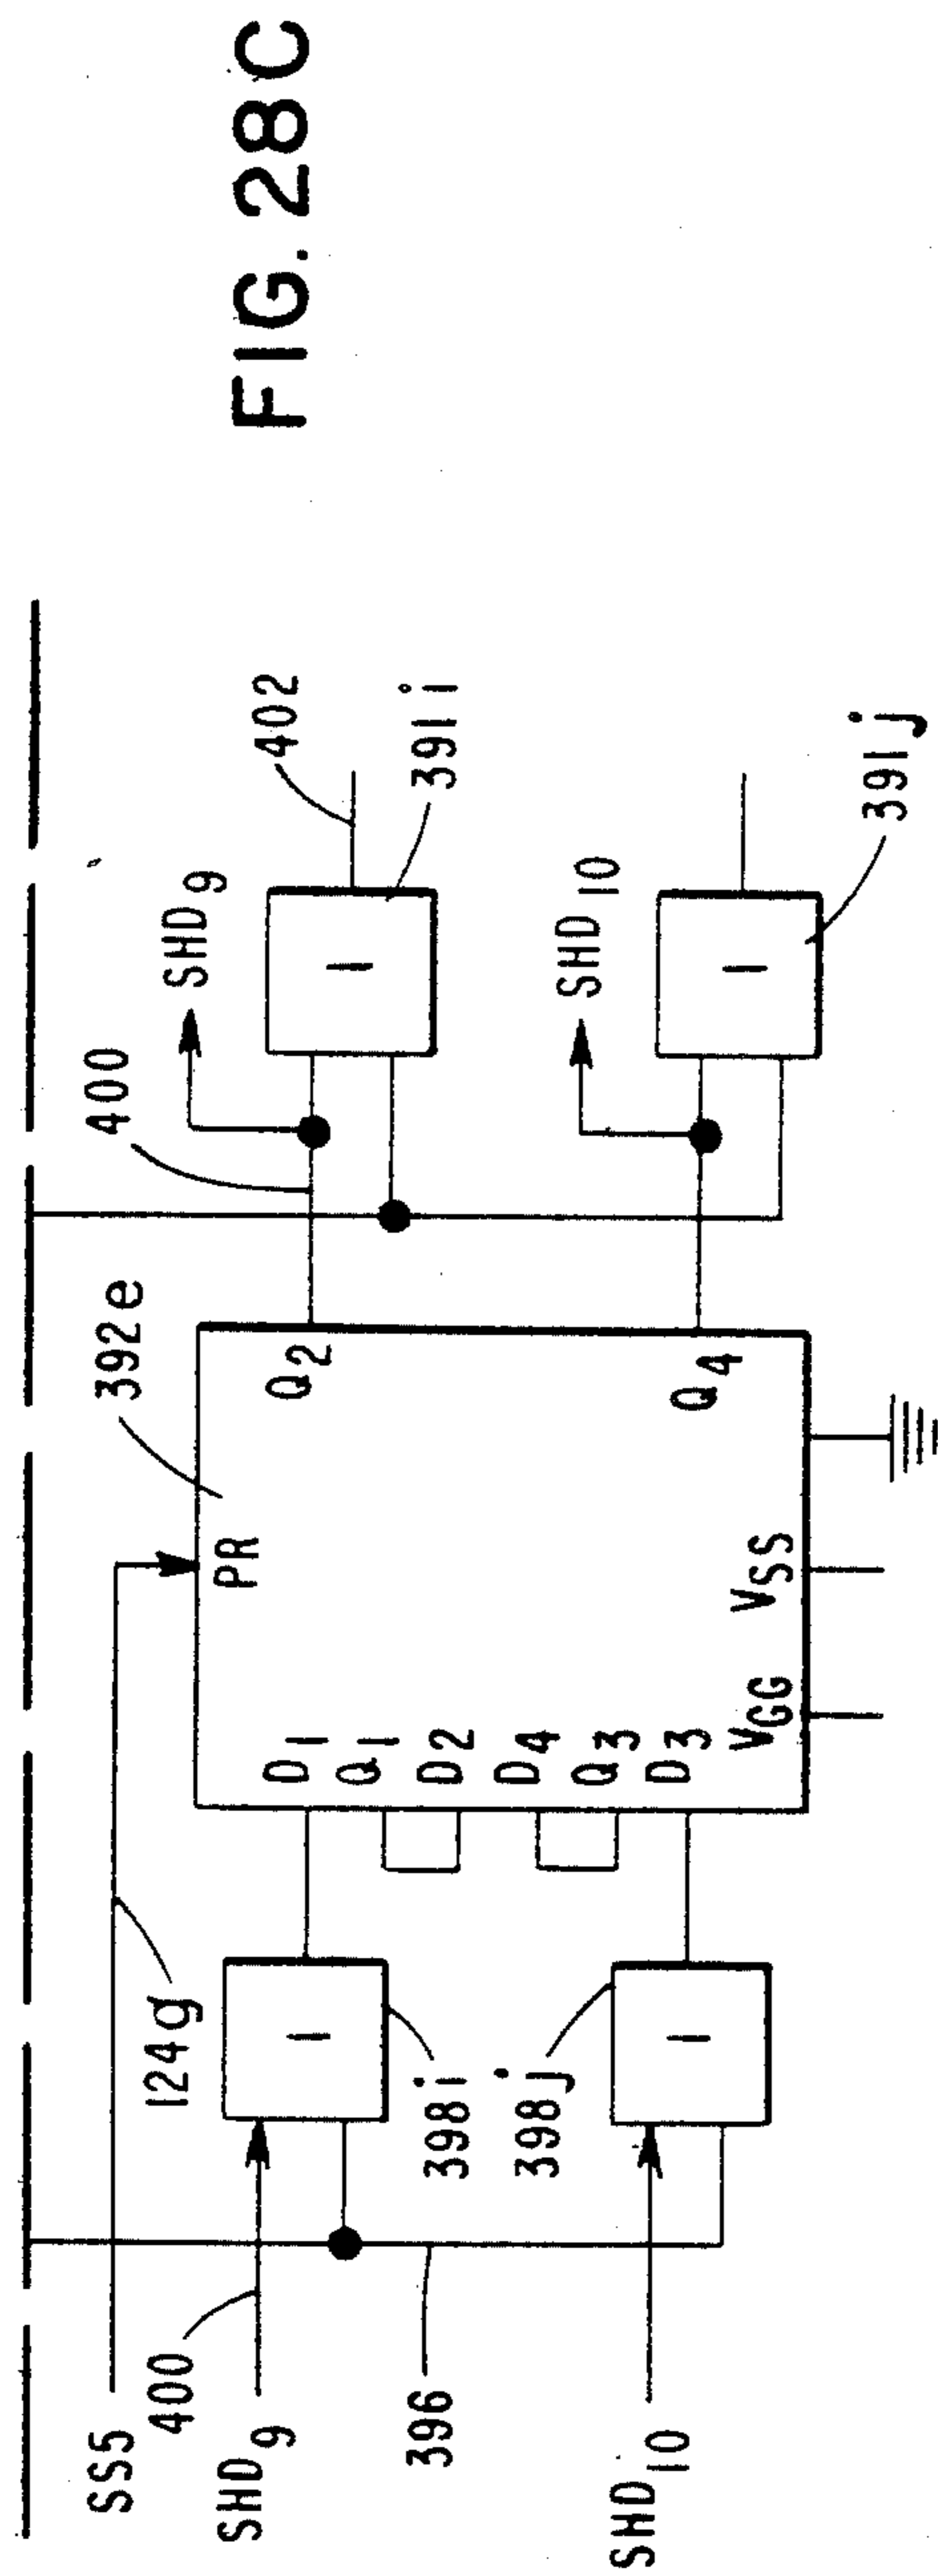 FIG. 28C
SS5
124g
400
SHD9
396
SHD10
1
398i
398j
1
392e
PR
D1
Q1
D2
D4
Q3
D3
VGG
VSS
Q2
Q4
400
SHD9
1
402
391i
SHD10
1
391j